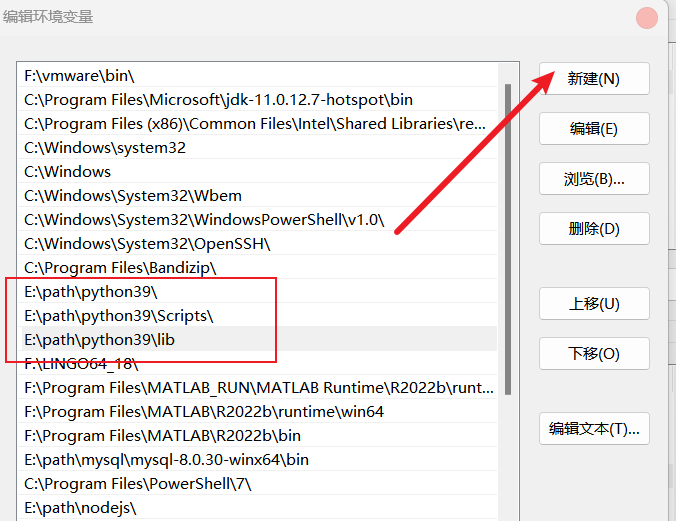 编辑环境变量
F:\vmware\bin\
C:\Program Files\Microsoft\jdk-11.0.12.7-hotspot\bin
C:\Program Files (x86)\Common Files\Intel\Shared Libraries\re...
C:\Windows\system32
C:\Windows
C:\Windows\System32\Wbem
C:\Windows\System32\WindowsPowerShell\v1.0\
C:\Windows\System32\OpenSSH\
C:\Program Files\Bandizip\
E:\path\python39\
E:\path\python39\Scripts\
E:\path\python39\lib
F:\LINGO64_18\
F:\Program Files\MATLAB_RUN\MATLAB Runtime\R2022b\runt...
F:\Program Files\MATLAB\R2022b\runtime\win64
F:\Program Files\MATLAB\R2022b\bin
E:\path\mysql\mysql-8.0.30-winx64\bin
C:\Program Files\PowerShell\7\
E:\path\nodejs\
新建(N)
编辑(E)
浏览(B)...
删除(D)
上移(U)
下移(O)
编辑文本(T)...